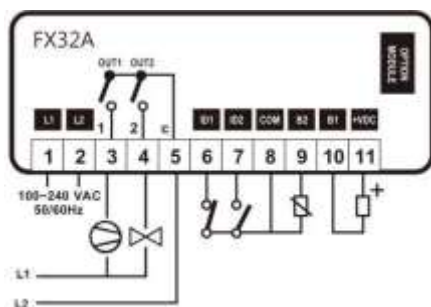 FX32A
OPTION
MODULE
OUT1 OUT2
1 2 C
L1 L2 ID1 ID2 COM B2 B1 +VDC
1 2 3 4 5 6 7 8 9 10 11
100-240 VAC
50/60Hz
+
L1
L2